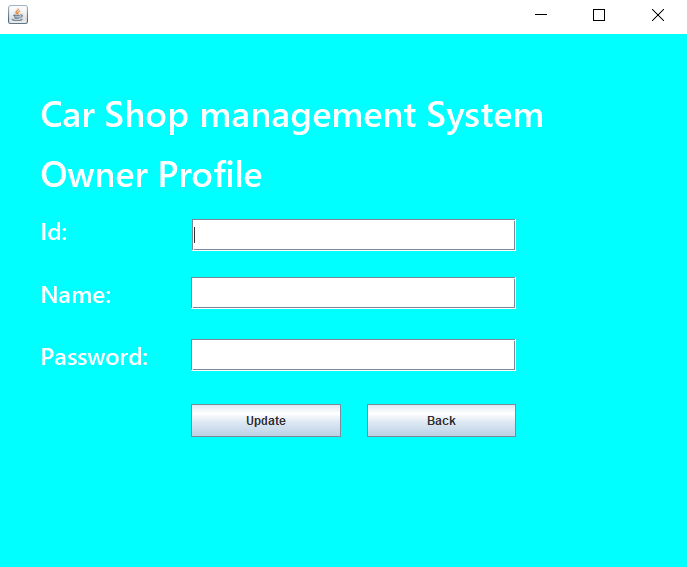 Car Shop management System
Owner Profile
Id:
Name:
Password:
Update Back